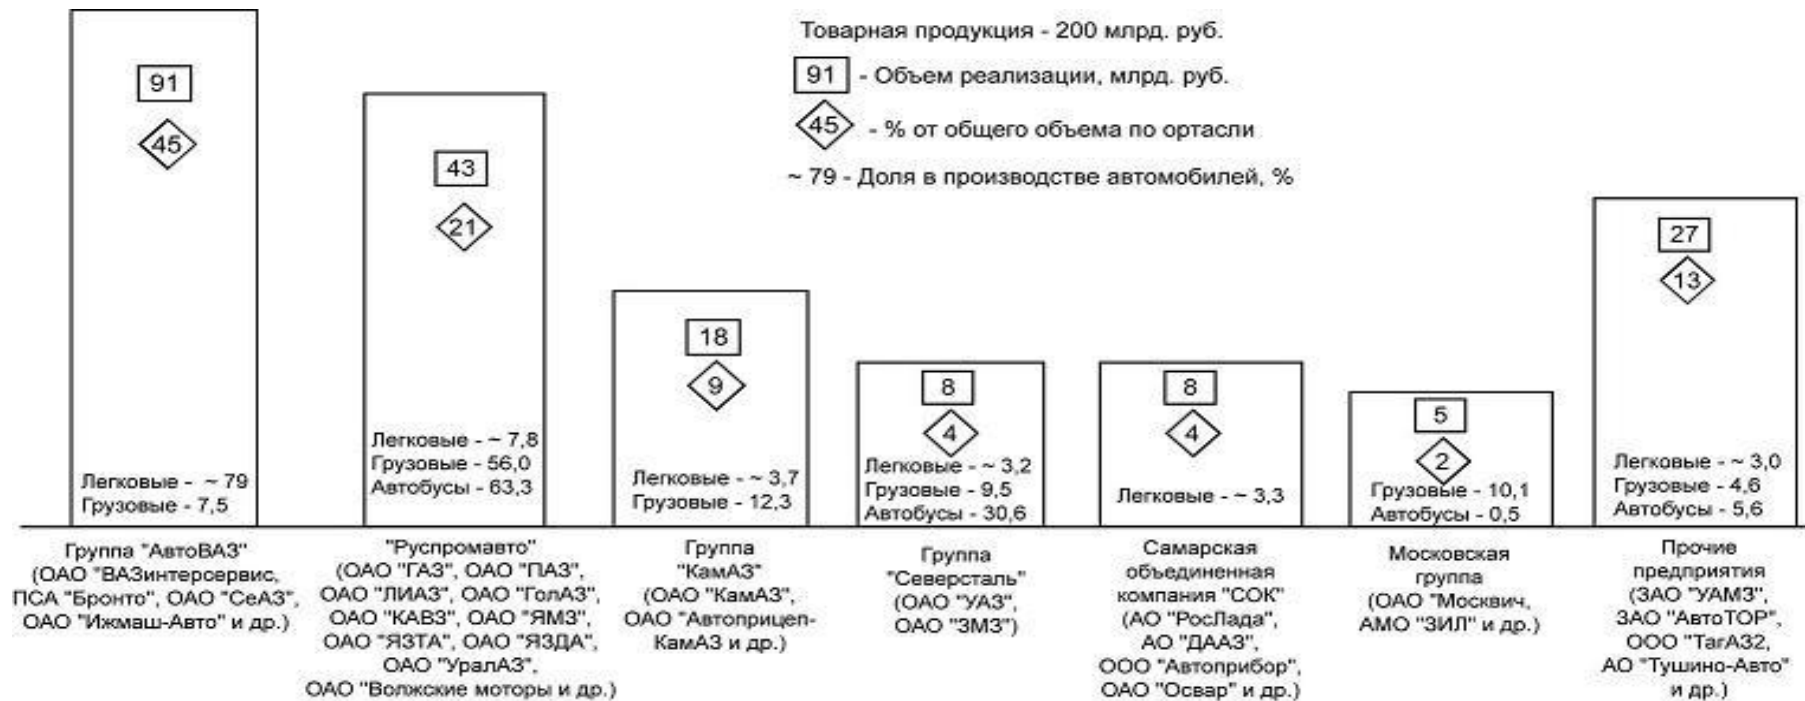 Товарная продукция - 200 млрд. руб.
91 - Объем реализации, млрд. руб.
45 - % от общего объема по ортасли
~ 79 - Доля в производстве автомобилей, %
91
45
Легковые - ~ 79
Грузовые - 7,5
Группа "АвтоВАЗ"
(ОАО "ВАЗинтерсервис,
ПСА "Бронто", ОАО "СеАЗ",
ОАО "Ижмаш-Авто" и др.)
43
21
Легковые - ~ 7,8
Грузовые - 56,0
Автобусы - 63,3
"Руспромавто"
(ОАО "ГАЗ", ОАО "ПАЗ",
ОАО "ЛИАЗ", ОАО "ГолАЗ",
ОАО "КАВЗ", ОАО "ЯМЗ",
ОАО "ЯЗТА", ОАО "ЯЗДА",
ОАО "УралАЗ",
ОАО "Волжские моторы и др.)
18
9
Легковые - ~ 3,7
Грузовые - 12,3
Группа
"КамАЗ"
(ОАО "КамАЗ",
ОАО "Автоприцеп-
КамАЗ и др.)
8
4
Легковые - ~ 3,2
Грузовые - 9,5
Автобусы - 30,6
Группа
"Северсталь"
(ОАО "УАЗ",
ОАО "ЗМЗ")
8
4
Легковые - ~ 3,3
Самарская
объединенная
компания "СОК"
(АО "РосЛада",
АО "ДААЗ",
ООО "Автоприбор",
ОАО "Освар" и др.)
5
2
Грузовые - 10,1
Автобусы - 0,5
Московская
группа
(ОАО "Москвич,
АМО "ЗИЛ" и др.)
27
13
Легковые - ~ 3,0
Грузовые - 4,6
Автобусы - 5,6
Прочие
предприятия
(ЗАО "УАМЗ",
ЗАО "АвтоТОР",
ООО "ТагАЗ2,
АО "Тушино-Авто"
и др.)